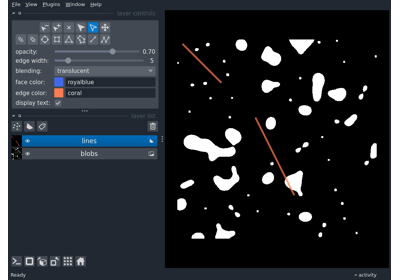 File View Plugins Window Help
layer controls
opacity: 0.70
edge width: 5
blending: translucent
face color: royalblue
edge color: coral
display text:
layer list
lines
blobs
Ready activity